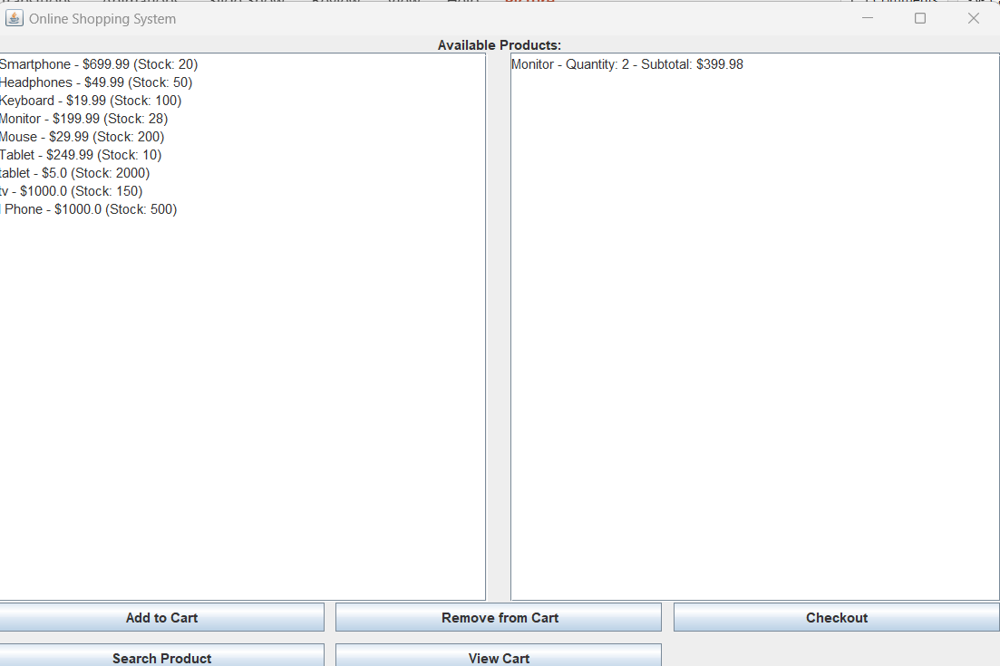 Online Shopping System
Available Products:
Smartphone - $699.99 (Stock: 20)
Headphones - $49.99 (Stock: 50)
Keyboard - $19.99 (Stock: 100)
Monitor - $199.99 (Stock: 28)
Mouse - $29.99 (Stock: 200)
Tablet - $249.99 (Stock: 10)
tablet - $5.0 (Stock: 2000)
tv - $1000.0 (Stock: 150)
I Phone - $1000.0 (Stock: 500)
Monitor - Quantity: 2 - Subtotal: $399.98
Add to Cart
Remove from Cart
Checkout
Search Product
View Cart